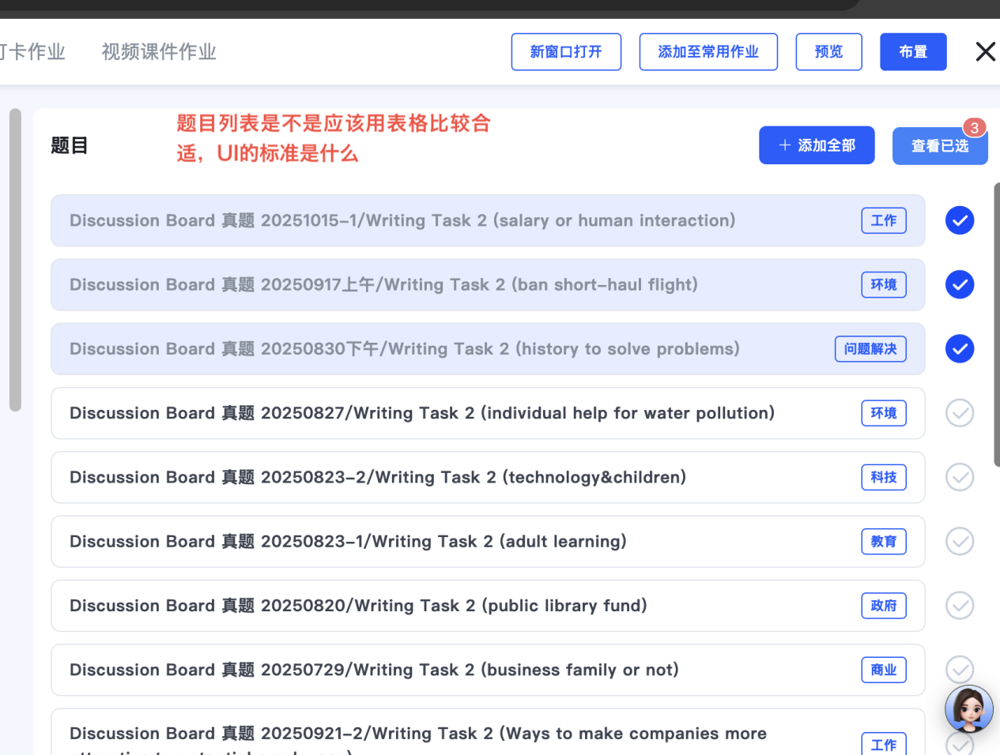 打卡作业 视频课件作业 新窗口打开 添加至常用作业 预览 布置
题目列表是不是应该用表格比较合
适，UI的标准是什么
题目 + 添加全部 查看已选 3
Discussion Board 真题 20251015-1/Writing Task 2 (salary or human interaction) 工作
Discussion Board 真题 20250917上午/Writing Task 2 (ban short-haul flight) 环境
Discussion Board 真题 20250830下午/Writing Task 2 (history to solve problems) 问题解决
Discussion Board 真题 20250827/Writing Task 2 (individual help for water pollution) 环境
Discussion Board 真题 20250823-2/Writing Task 2 (technology&children) 科技
Discussion Board 真题 20250823-1/Writing Task 2 (adult learning) 教育
Discussion Board 真题 20250820/Writing Task 2 (public library fund) 政府
Discussion Board 真题 20250729/Writing Task 2 (business family or not) 商业
Discussion Board 真题 20250921-2/Writing Task 2 (Ways to make companies more 工作